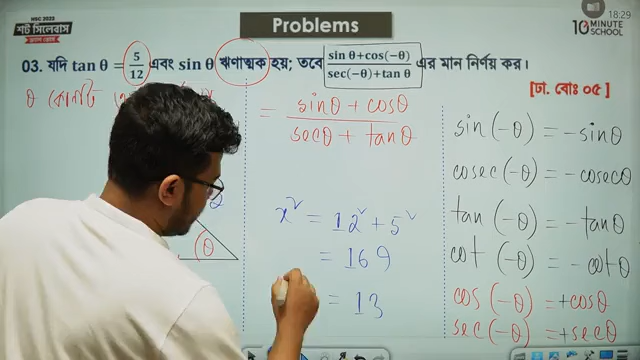 HSC 2023
শর্ট সিলেবাস
Problems
18:29
10 MINUTE SCHOOL
03. যদি tan θ = 5/12 এবং sin θ ঋণাত্মক হয়; তবে (sin θ+cos(−θ))/(sec(−θ)+tan θ) এর মান নির্ণয় কর।
[ঢা. বোঃ ০৫]
θ কোণটি
= (sinθ + cosθ)/(secθ + tanθ)
θ
x² = 12² + 5²
= 169
= 13
sin(-θ) = -sinθ
cosec(-θ) = -cosecθ
tan(-θ) = -tanθ
cot(-θ) = -cotθ
cos(-θ) = +cosθ
sec(-θ) = +secθ